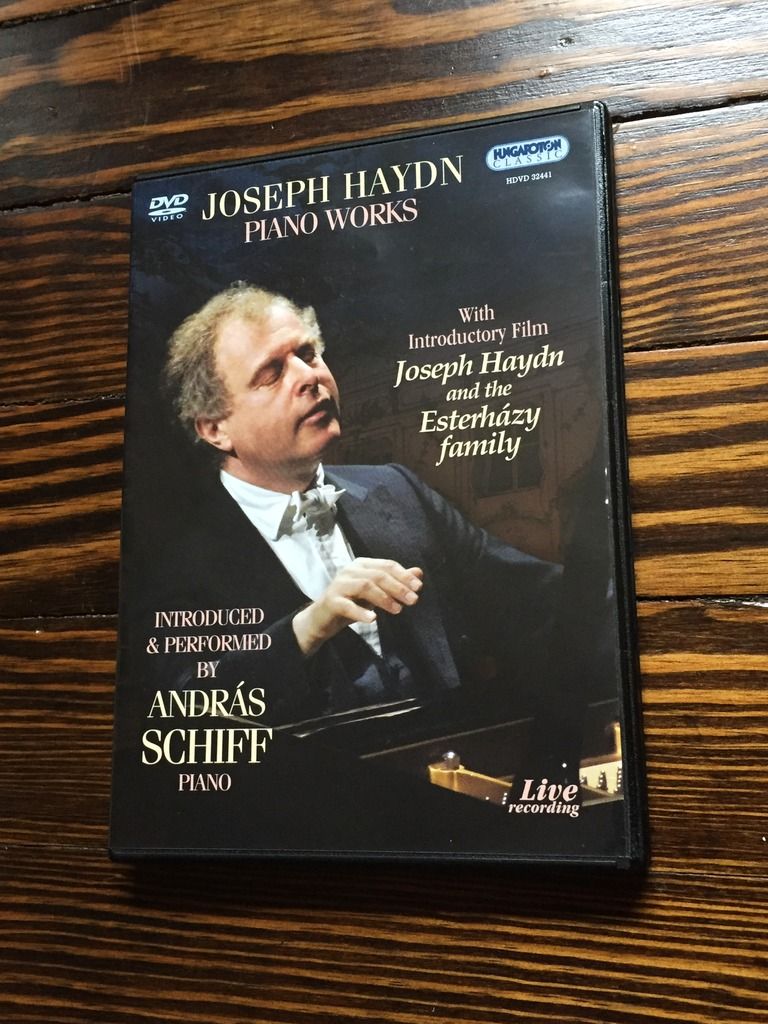 DVD
VIDEO
JOSEPH HAYDN
PIANO WORKS
HUNGAROTON
CLASSIC
HDVD 32441
With
Introductory Film
Joseph Haydn
and the
Esterházy
family
INTRODUCED
& PERFORMED
BY
ANDRÁS
SCHIFF
PIANO
Live
recording